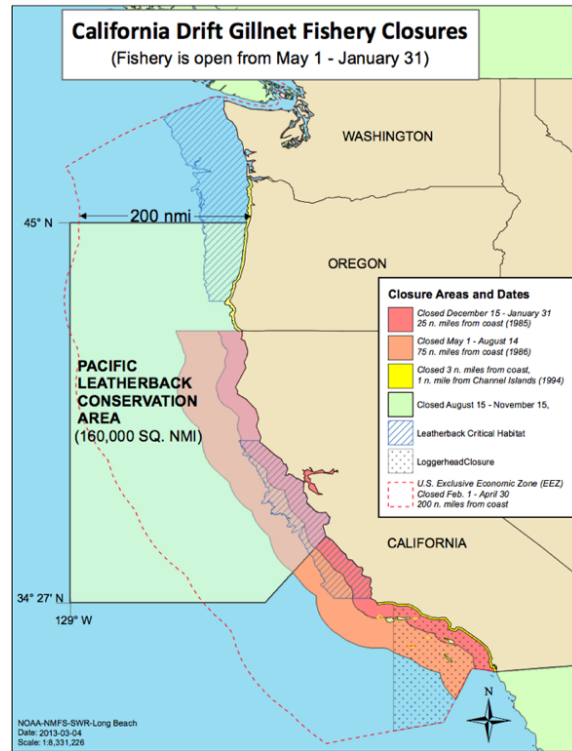 California Drift Gillnet Fishery Closures
(Fishery is open from May 1 - January 31)
WASHINGTON
200 nmi
45° N
OREGON
Closure Areas and Dates
Closed December 15 - January 31
25 n. miles from coast (1985)
Closed May 1 - August 14
75 n. miles from coast (1986)
Closed 3 n. miles from coast,
1 n. mile from Channel Islands (1994)
Closed August 15 - November 15,
Leatherback Critical Habitat
LoggerheadClosure
U.S. Exclusive Economic Zone (EEZ)
Closed Feb. 1 - April 30
200 n. miles from coast
PACIFIC
LEATHERBACK
CONSERVATION
AREA
(160,000 SQ. NMI)
CALIFORNIA
34° 27' N
129° W
N
NOAA-NMFS-SWR-Long Beach
Date: 2013-03-04
Scale: 1:8,331,226